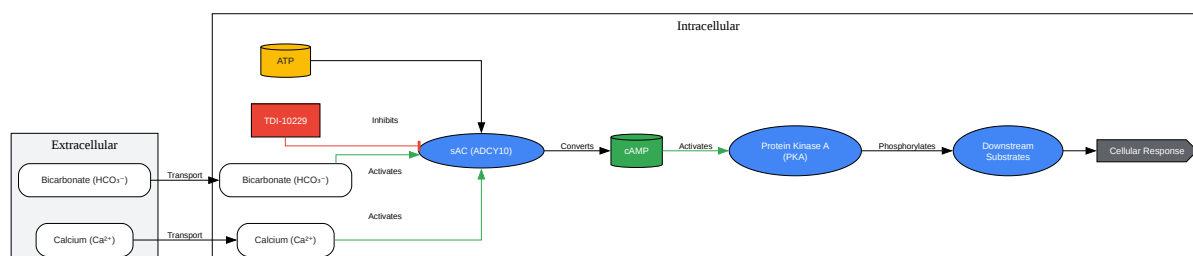 Intracellular
ATP
TDI-10229
Inhibits
Extracellular
sAC (ADCY10)
Converts
cAMP
Activates
Protein Kinase A
(PKA)
Phosphorylates
Downstream
Substrates
Cellular Response
Bicarbonate (HCO₃⁻)
Transport
Bicarbonate (HCO₃⁻)
Activates
Calcium (Ca²⁺)
Transport
Calcium (Ca²⁺)
Activates